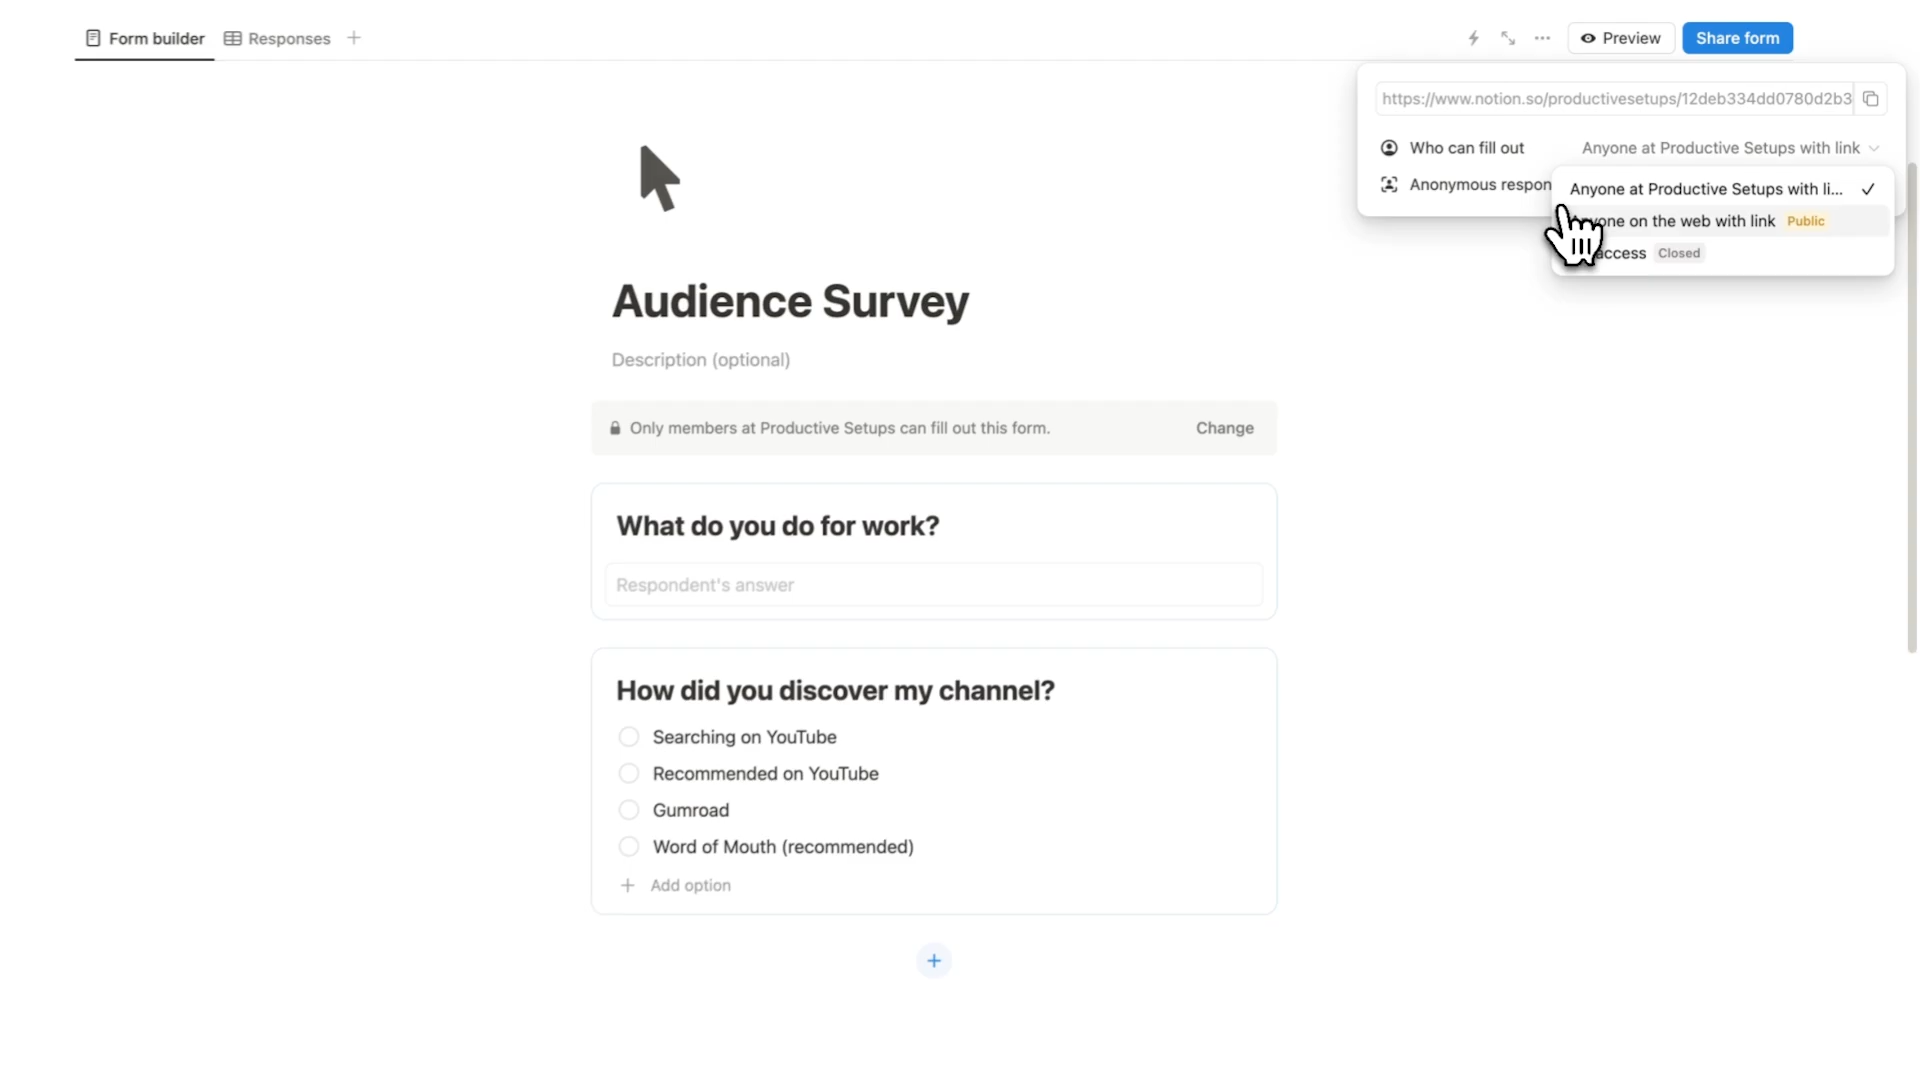 Form builder
Responses
Preview
Share form
https://www.notion.so/productivesetups/12deb334dd0780d2b3
Who can fill out
Anyone at Productive Setups with link
Anonymous respon
Anyone at Productive Setups with li...
yone on the web with link Public
access Closed
Audience Survey
Description (optional)
Only members at Productive Setups can fill out this form.
Change
What do you do for work?
Respondent's answer
How did you discover my channel?
Searching on YouTube
Recommended on YouTube
Gumroad
Word of Mouth (recommended)
Add option